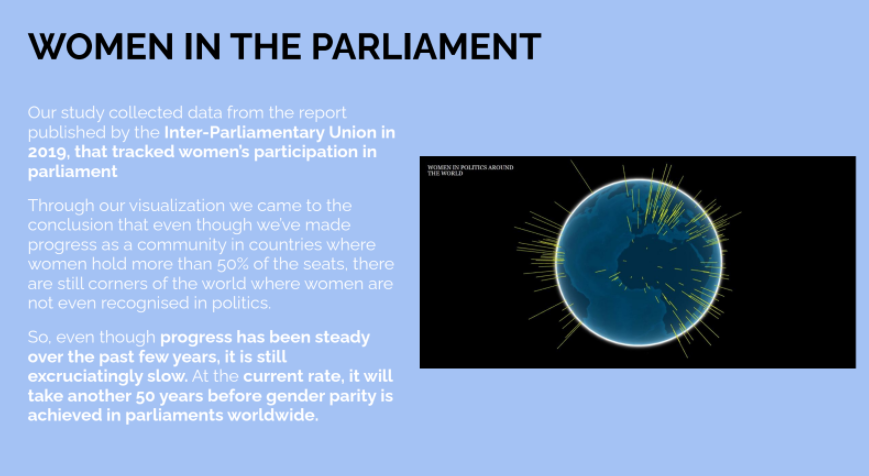 WOMEN IN THE PARLIAMENT
Our study collected data from the report
published by the Inter-Parliamentary Union in
2019, that tracked women's participation in
parliament
Through our visualization we came to the
conclusion that even though we've made
progress as a community in countries where
women hold more than 50% of the seats, there
are still corners of the world where women are
not even recognised in politics.
So, even though progress has been steady
over the past few years, it is still
excruciatingly slow. At the current rate, it will
take another 50 years before gender parity is
achieved in parliaments worldwide.
WOMEN IN POLITICS AROUND
THE WORLD